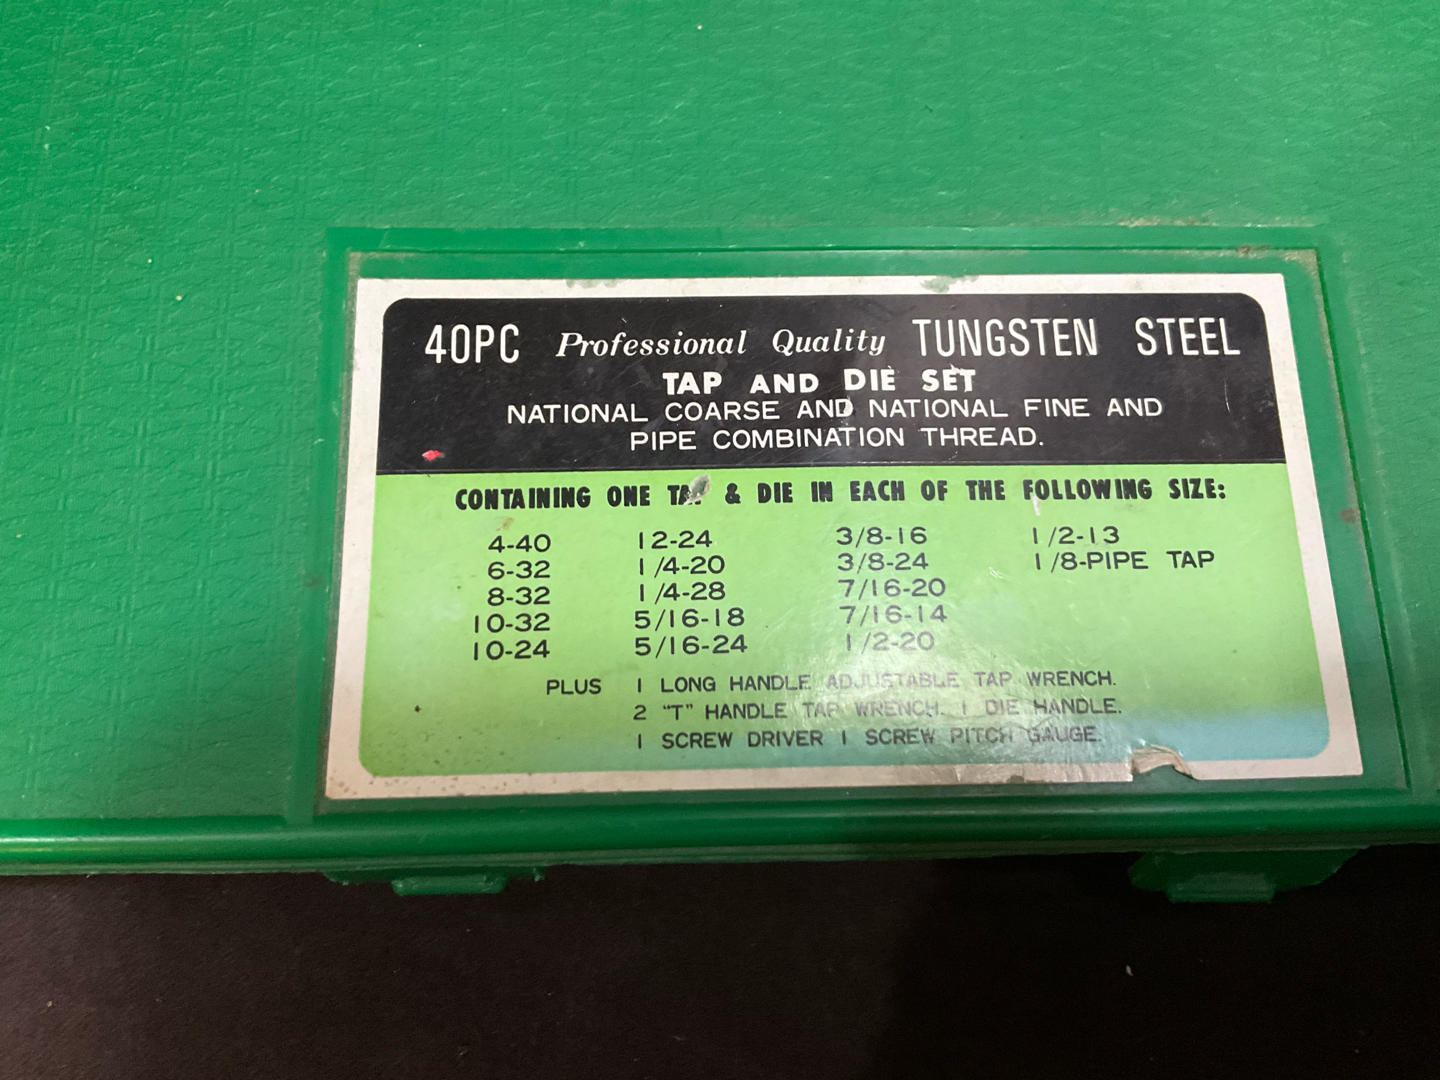 40PC Professional Quality TUNGSTEN STEEL
TAP AND DIE SET
NATIONAL COARSE AND NATIONAL FINE AND
PIPE COMBINATION THREAD.
CONTAINING ONE TAP & DIE IN EACH OF THE FOLLOWING SIZE:
4-40 12-24 3/8-16 1/2-13
6-32 1/4-20 3/8-24 1/8-PIPE TAP
8-32 1/4-28 7/16-20
10-32 5/16-18 7/16-14
10-24 5/16-24 1/2-20
PLUS 1 LONG HANDLE ADJUSTABLE TAP WRENCH.
2 "T" HANDLE TAP WRENCH. 1 DIE HANDLE.
1 SCREW DRIVER 1 SCREW PITCH GAUGE.